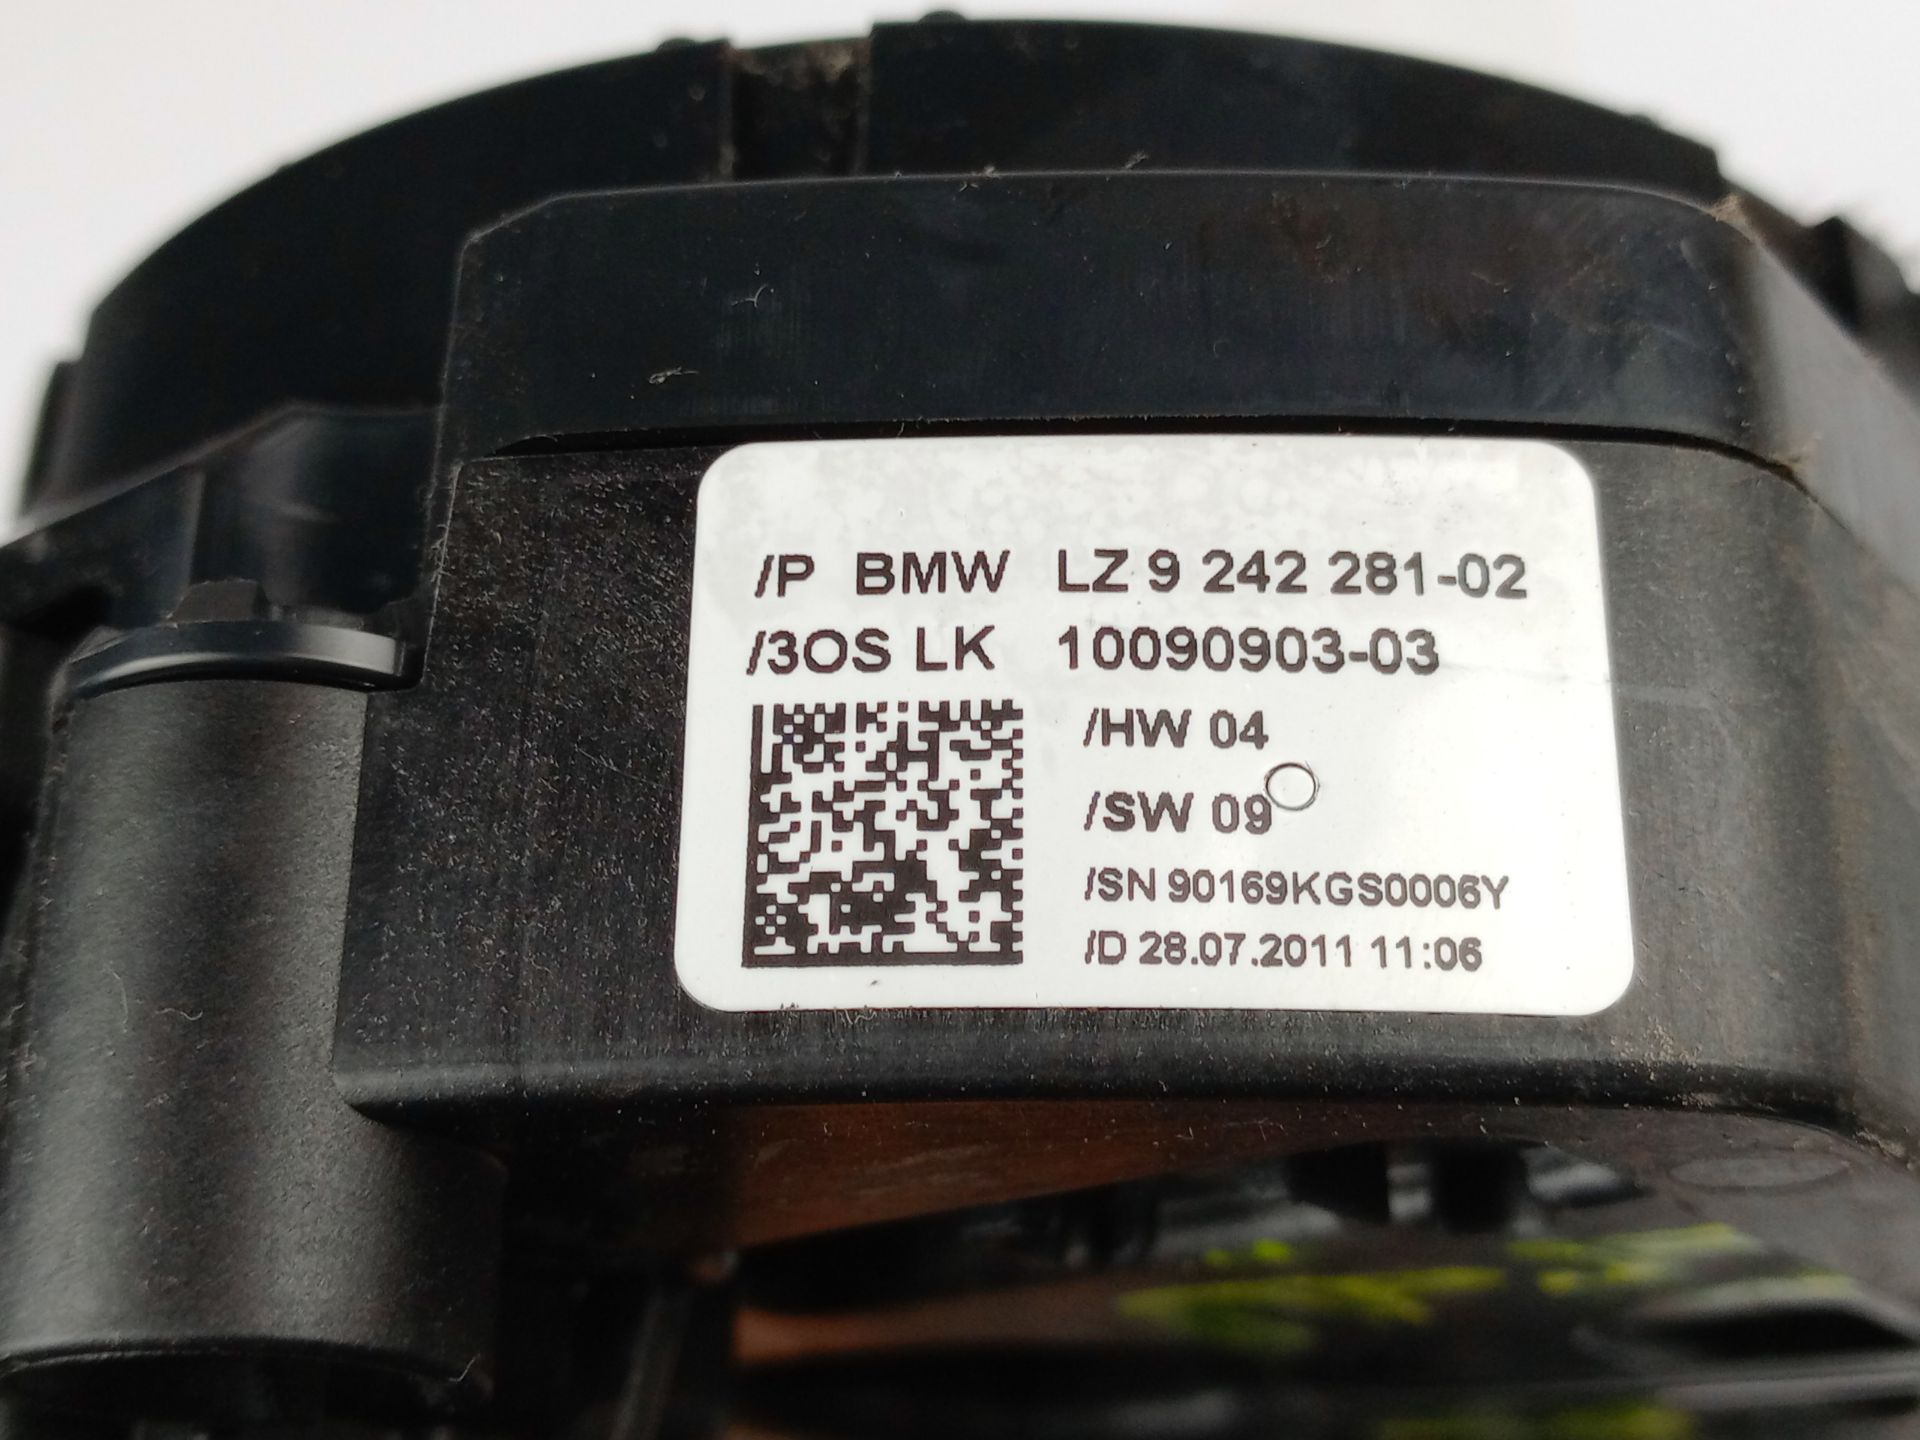 /P BMW LZ 9 242 281-02
/3OS LK 10090903-03
/HW 04
/SW 09
/SN 90169KGS0006Y
/D 28.07.2011 11:06